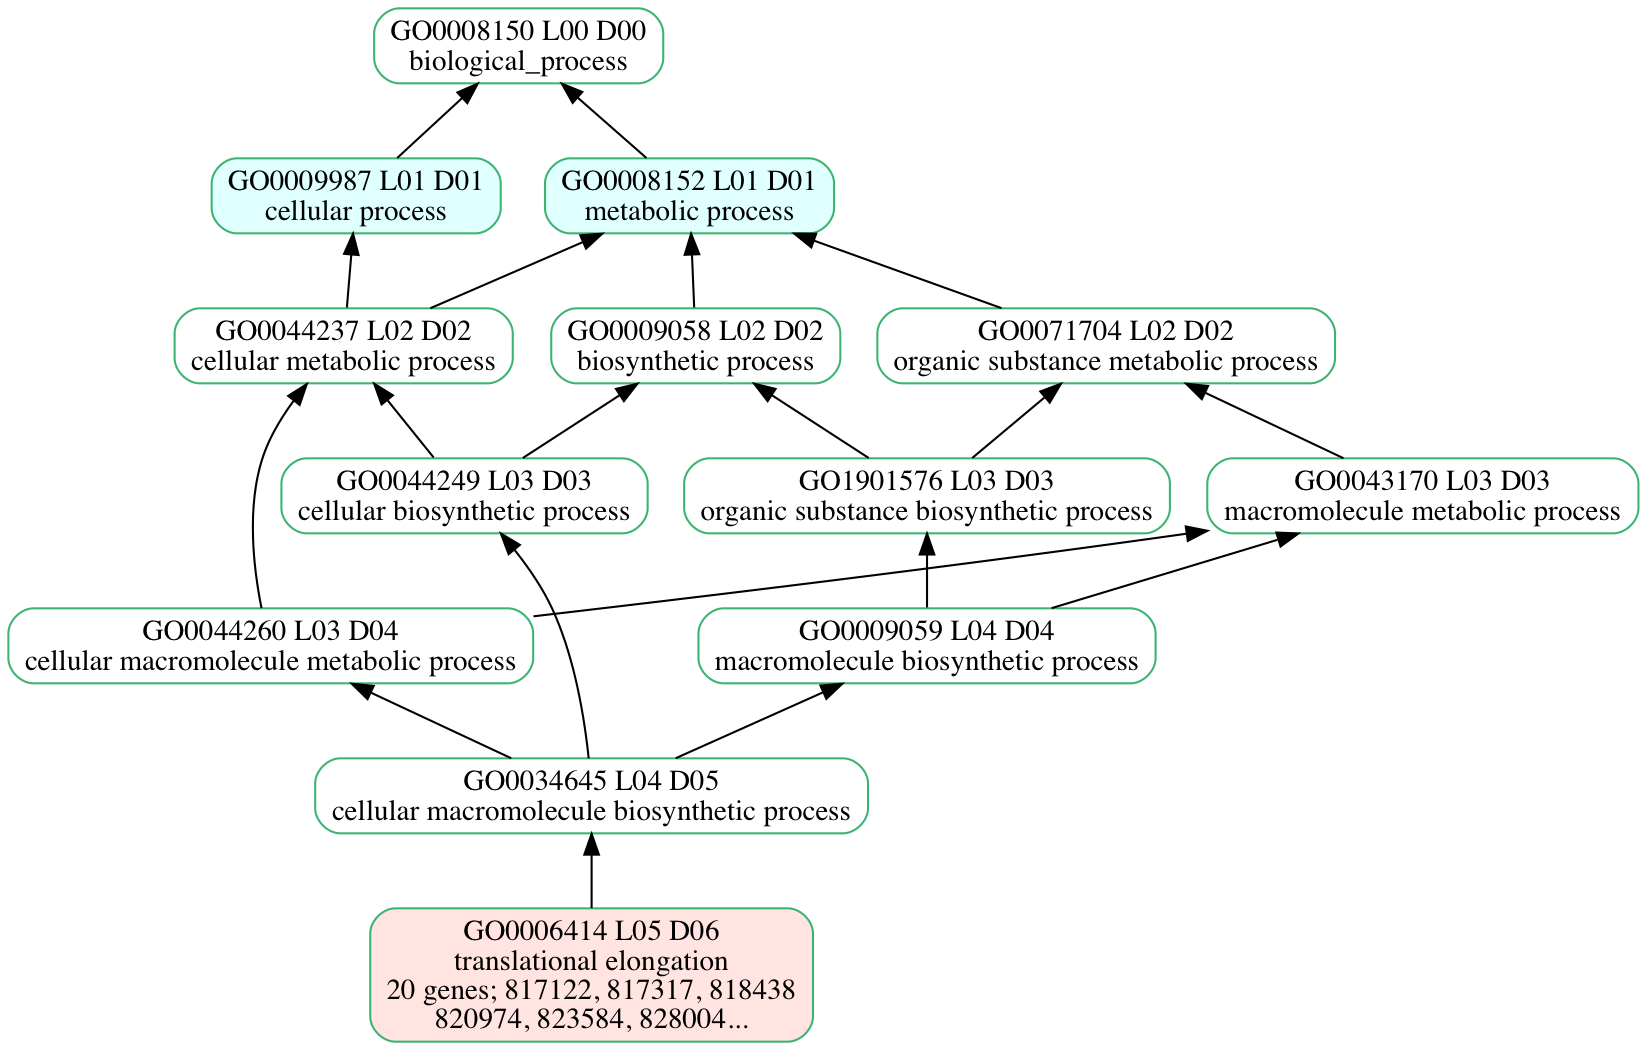 GO0008150 L00 D00
biological_process
GO0009987 L01 D01
cellular process
GO0008152 L01 D01
metabolic process
GO0044237 L02 D02
cellular metabolic process
GO0009058 L02 D02
biosynthetic process
GO0071704 L02 D02
organic substance metabolic process
GO0044249 L03 D03
cellular biosynthetic process
GO1901576 L03 D03
organic substance biosynthetic process
GO0043170 L03 D03
macromolecule metabolic process
GO0044260 L03 D04
cellular macromolecule metabolic process
GO0009059 L04 D04
macromolecule biosynthetic process
GO0034645 L04 D05
cellular macromolecule biosynthetic process
GO0006414 L05 D06
translational elongation
20 genes; 817122, 817317, 818438
820974, 823584, 828004...